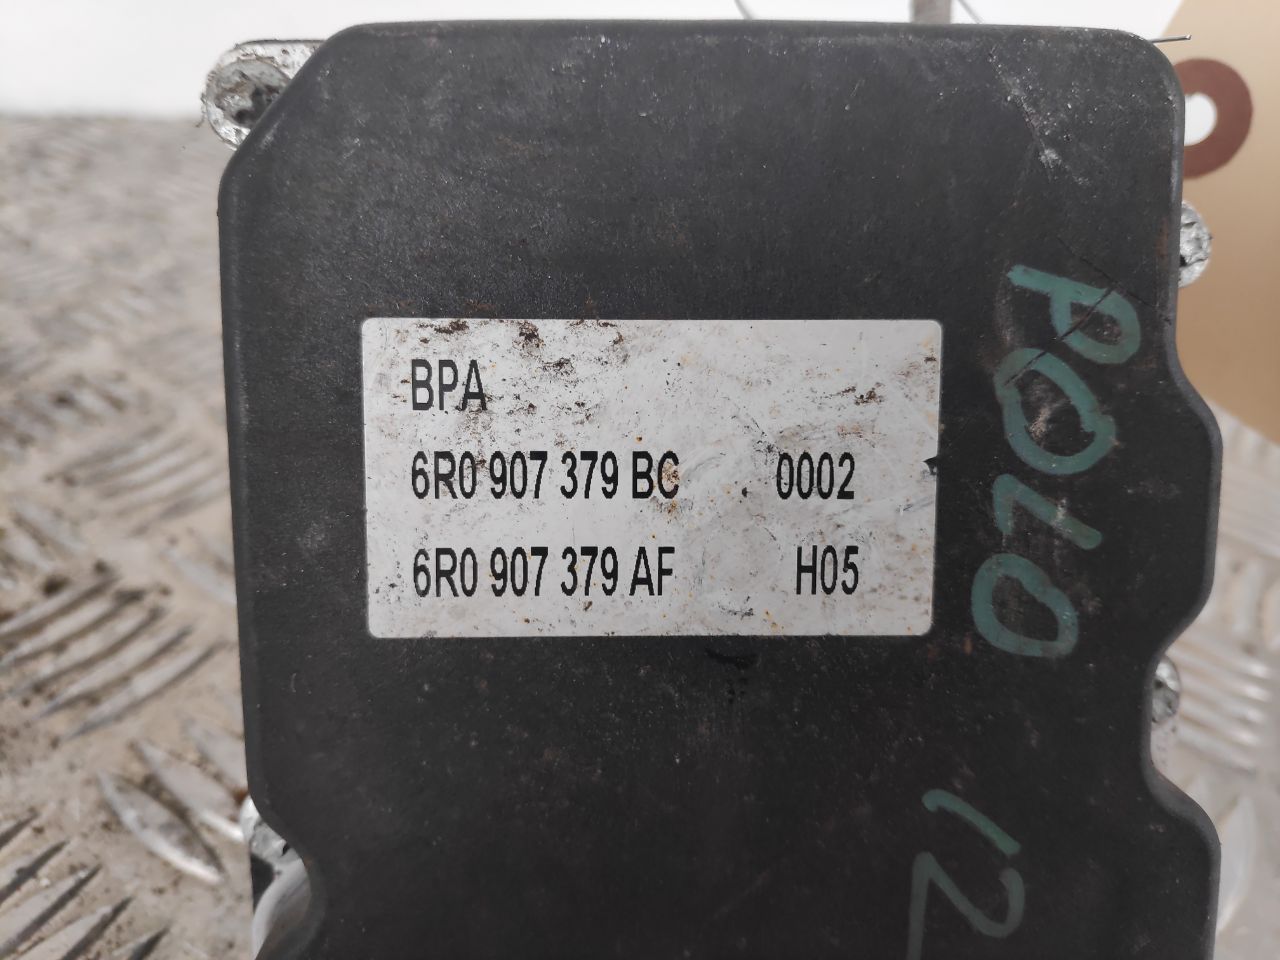 BPA
6R0 907 379 BC 0002
6R0 907 379 AF H05
POLO 12